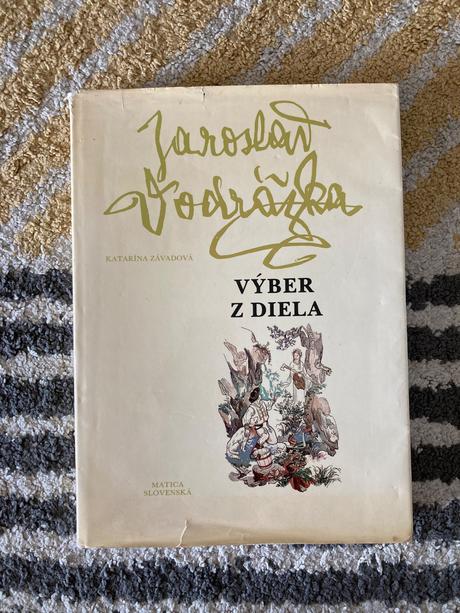 Jaroslav
Vodrážka
KATARÍNA ZÁVADOVÁ
VÝBER
Z DIELA
MATICA
SLOVENSKÁ